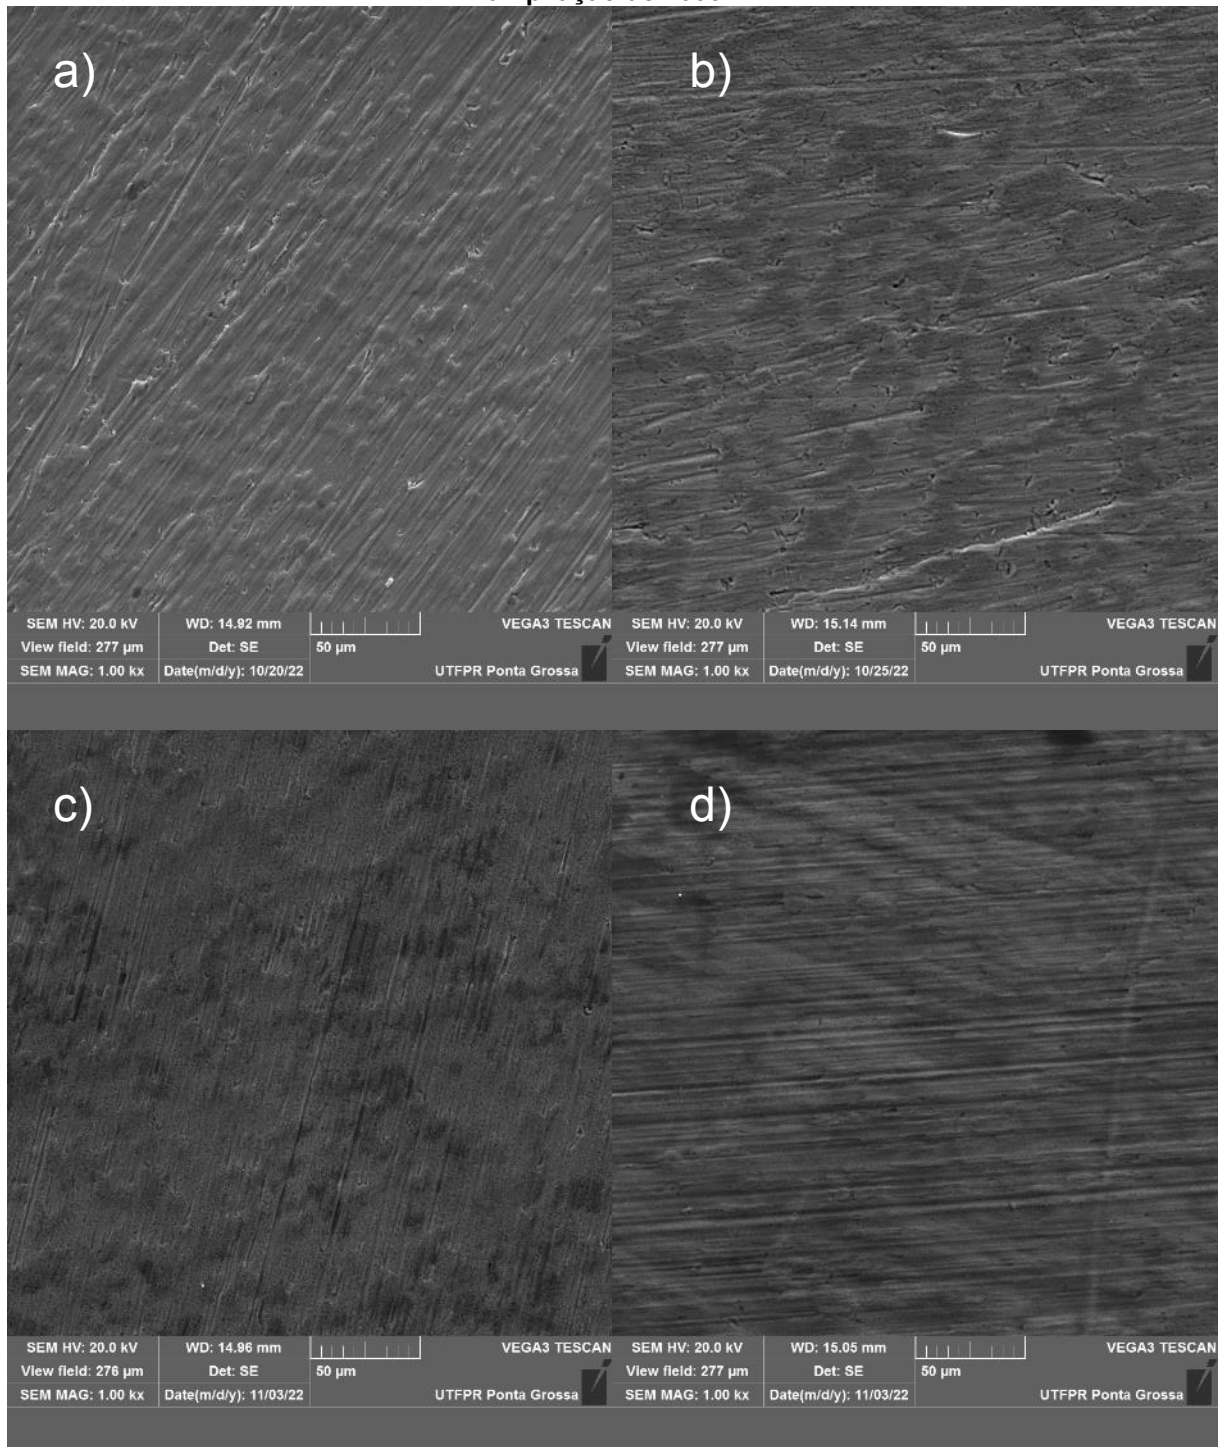 a)
b)
SEM HV: 20.0 kV WD: 14.92 mm VEGA3 TESCAN
View field: 277 µm Det: SE 50 µm
SEM MAG: 1.00 kx Date(m/d/y): 10/20/22 UTFPR Ponta Grossa
SEM HV: 20.0 kV WD: 15.14 mm VEGA3 TESCAN
View field: 277 µm Det: SE 50 µm
SEM MAG: 1.00 kx Date(m/d/y): 10/25/22 UTFPR Ponta Grossa
c)
d)
SEM HV: 20.0 kV WD: 14.96 mm VEGA3 TESCAN
View field: 276 µm Det: SE 50 µm
SEM MAG: 1.00 kx Date(m/d/y): 11/03/22 UTFPR Ponta Grossa
SEM HV: 20.0 kV WD: 15.05 mm VEGA3 TESCAN
View field: 277 µm Det: SE 50 µm
SEM MAG: 1.00 kx Date(m/d/y): 11/03/22 UTFPR Ponta Grossa